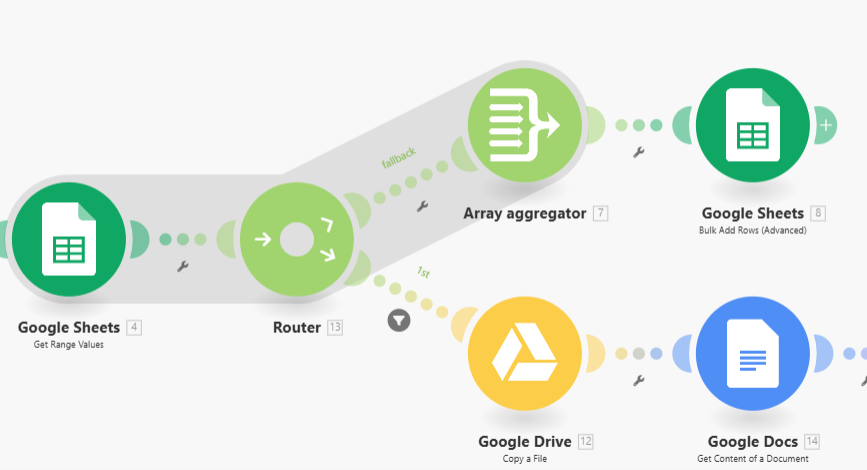 fallback
Array aggregator 7
Google Sheets 8
Bulk Add Rows (Advanced)
Google Sheets 4
Get Range Values
Router 13
1st
Google Drive 12
Copy a File
Google Docs 14
Get Content of a Document